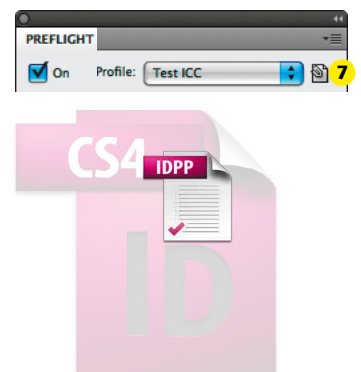 PREFLIGHT
On Profile: Test ICC 7
CS4
IDPP
ID